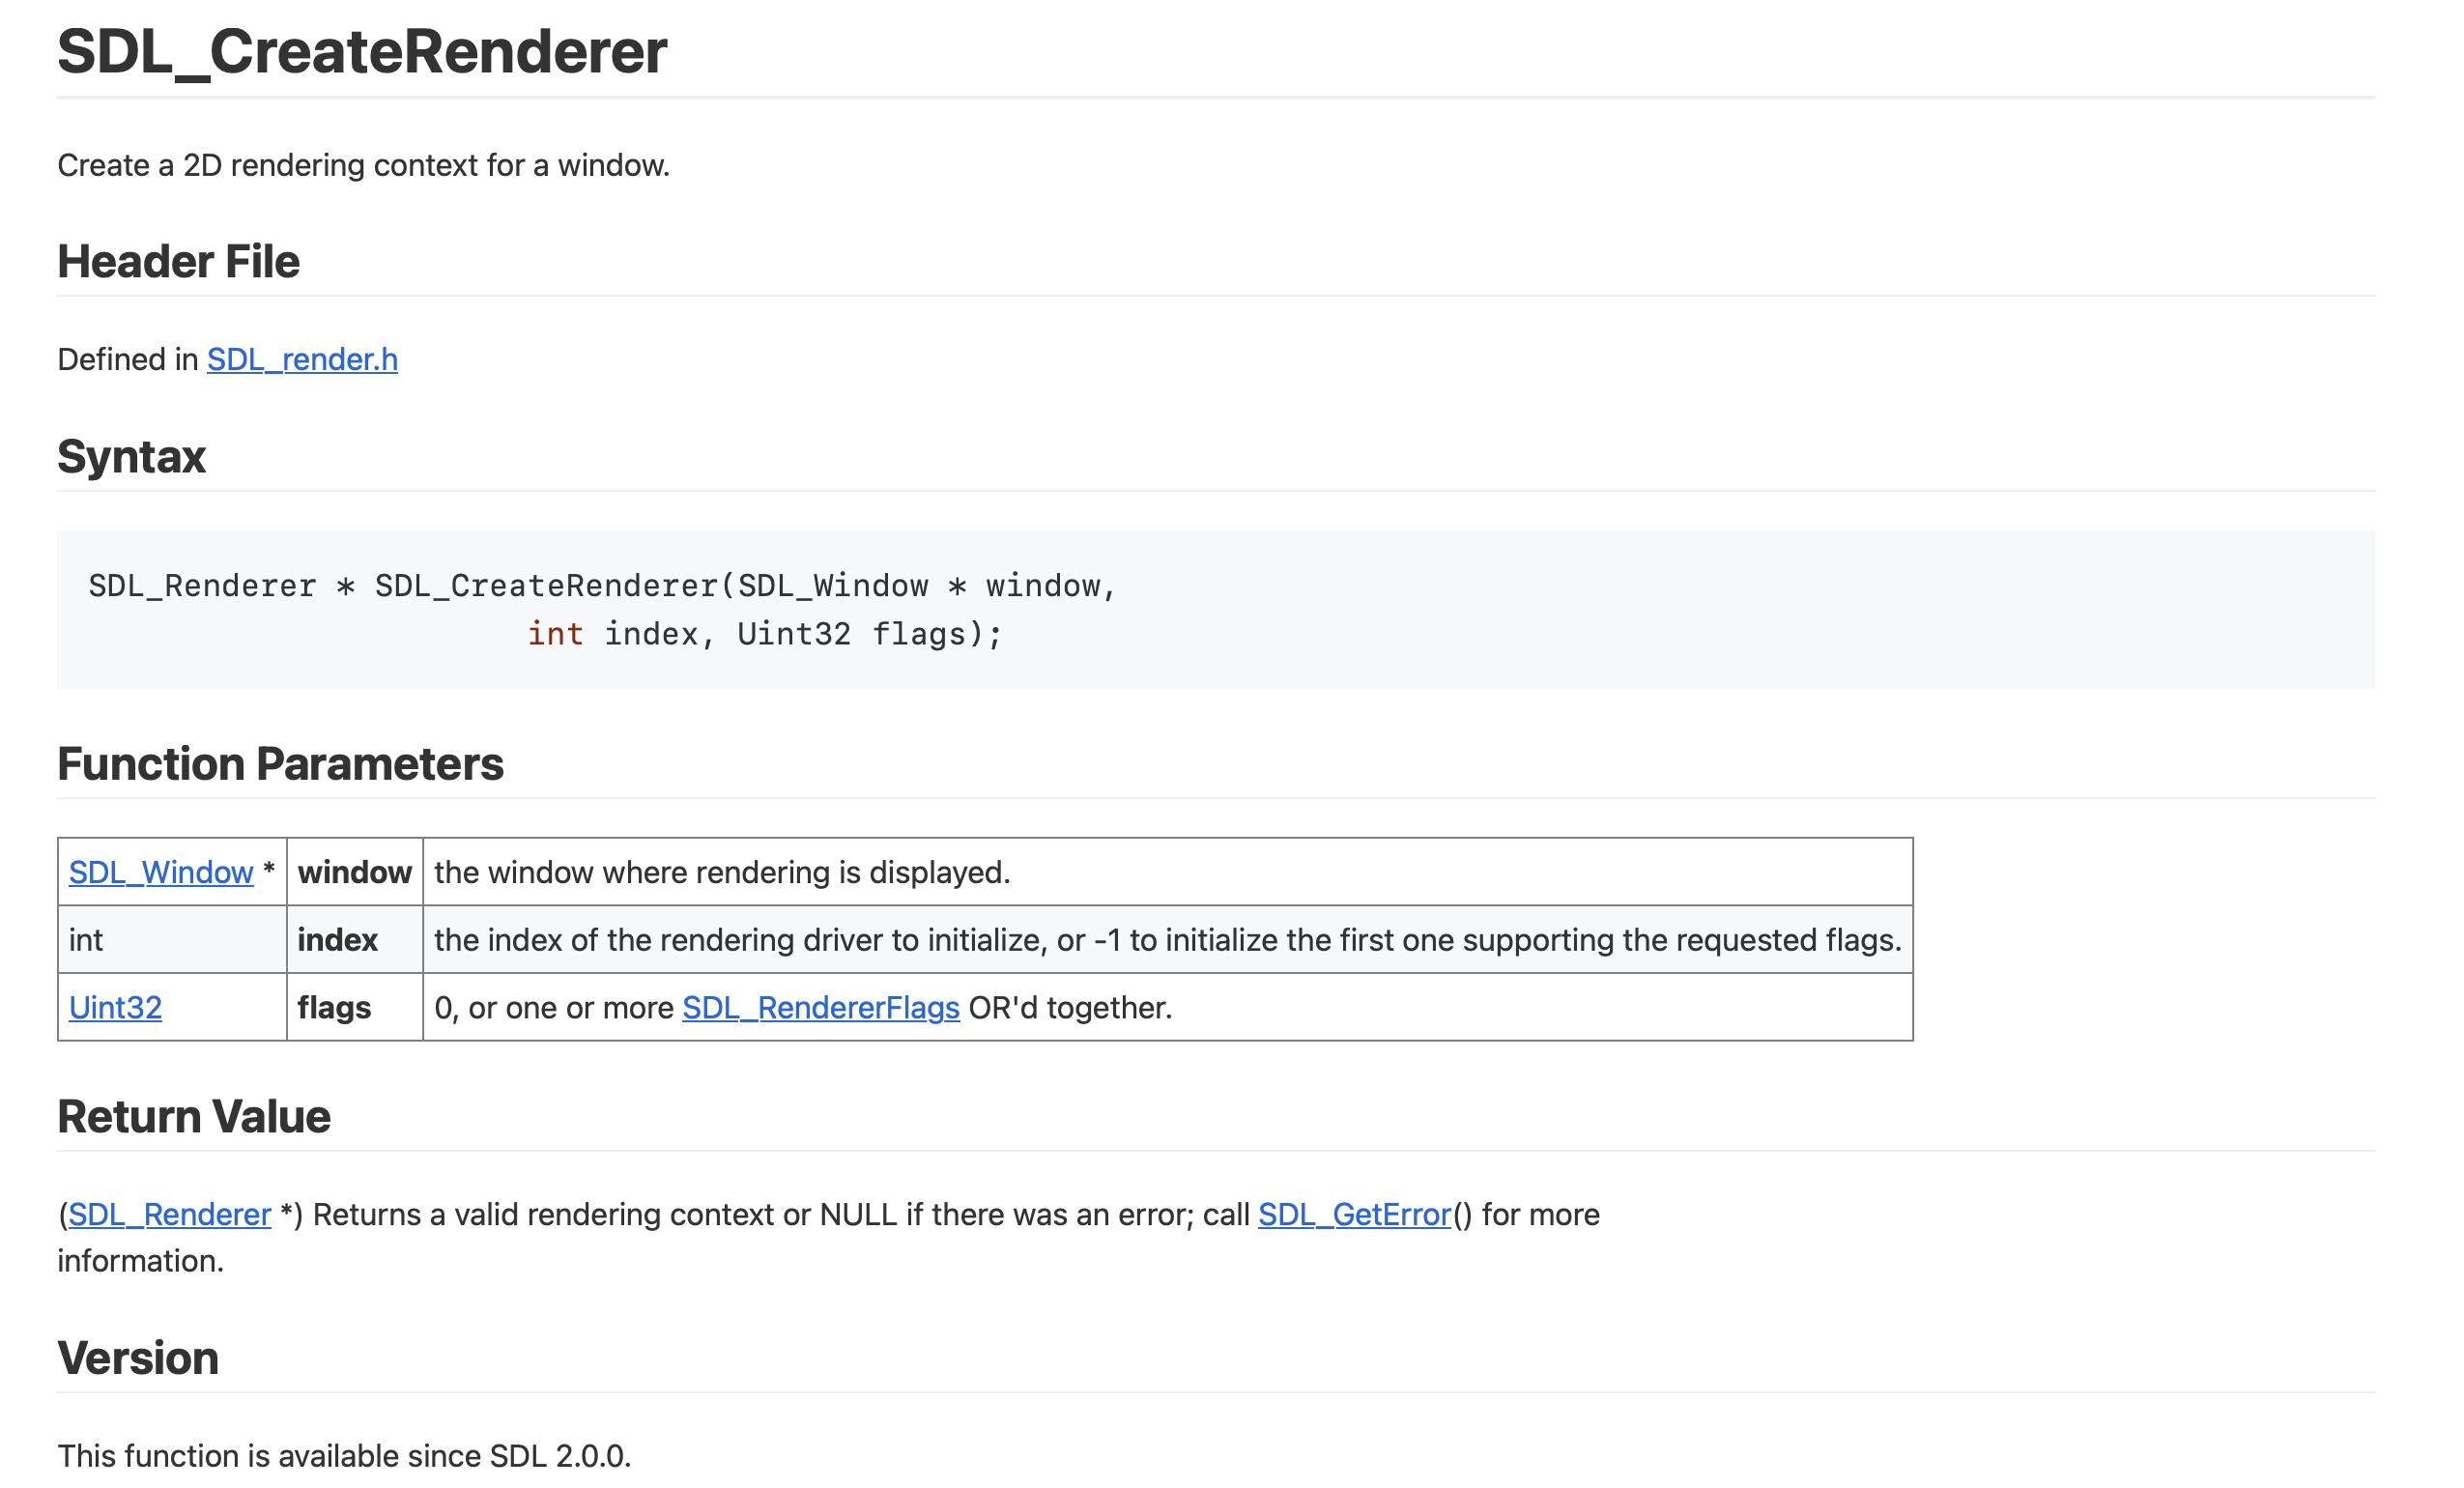 SDL_CreateRenderer
Create a 2D rendering context for a window.
Header File
Defined in SDL_render.h
Syntax
SDL_Renderer * SDL_CreateRenderer(SDL_Window * window,
int index, Uint32 flags);
Function Parameters
SDL_Window * window the window where rendering is displayed.
int index the index of the rendering driver to initialize, or -1 to initialize the first one supporting the requested flags.
Uint32 flags 0, or one or more SDL_RendererFlags OR'd together.
Return Value
(SDL_Renderer *) Returns a valid rendering context or NULL if there was an error; call SDL_GetError() for more
information.
Version
This function is available since SDL 2.0.0.